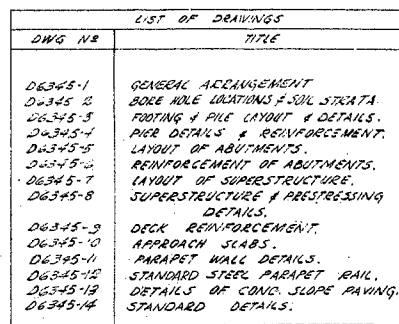 LIST OF DRAWINGS
DWG Nº TITLE
D6345-1 GENERAL ARRANGEMENT
D6345-2 BORE HOLE LOCATIONS & SOIL STRATA
D6345-3 FOOTING & PILE LAYOUT & DETAILS.
D6345-4 PIER DETAILS & REINFORCEMENT.
D6345-5 LAYOUT OF ABUTMENTS.
D6345-6 REINFORCEMENT OF ABUTMENTS.
D6345-7 LAYOUT OF SUPERSTRUCTURE.
D6345-8 SUPERSTRUCTURE & PRESTRESSING
DETAILS.
D6345-9 DECK REINFORCEMENT.
D6345-10 APPROACH SLABS.
D6345-11 PARAPET WALL DETAILS.
D6345-12 STANDARD STEEL PARAPET RAIL.
D6345-13 DETAILS OF CONC. SLOPE PAVING.
D6345-14 STANDARD DETAILS.